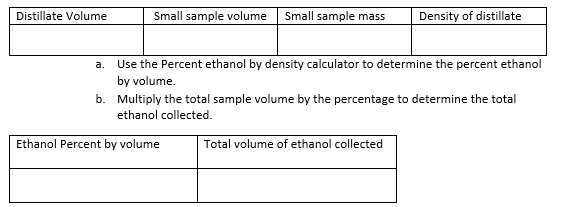 Distillate Volume Small sample volume Small sample mass Density of distillate
a. Use the Percent ethanol by density calculator to determine the percent ethanol
by volume.
b. Multiply the total sample volume by the percentage to determine the total
ethanol collected.
Ethanol Percent by volume Total volume of ethanol collected